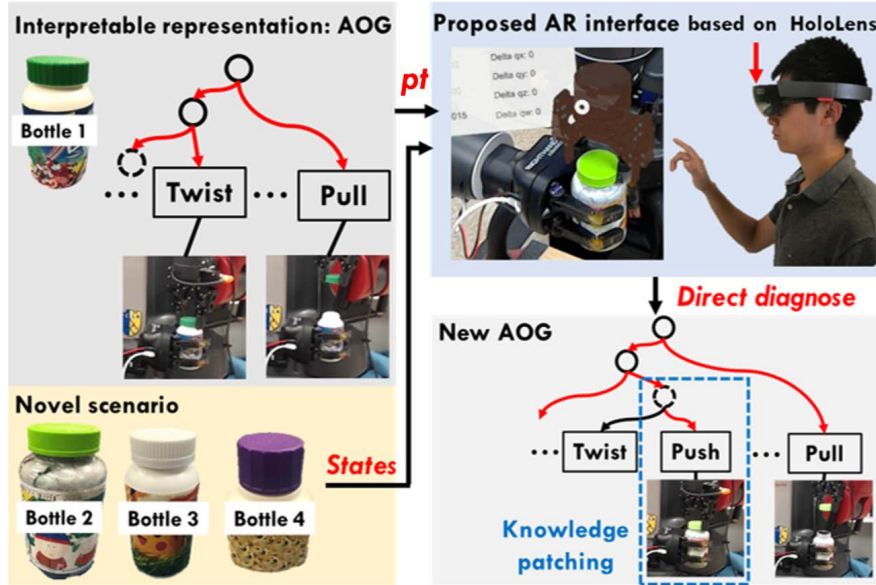 Interpretable representation: AOG
Bottle 1
Twist
Pull
pt
Proposed AR interface based on HoloLens
Delta qx: 0
Delta qy: 0
Delta qz: 0
015 Delta qw: 0
Direct diagnose
Novel scenario
Bottle 2
Bottle 3
Bottle 4
States
New AOG
Twist
Push
Pull
Knowledge
patching